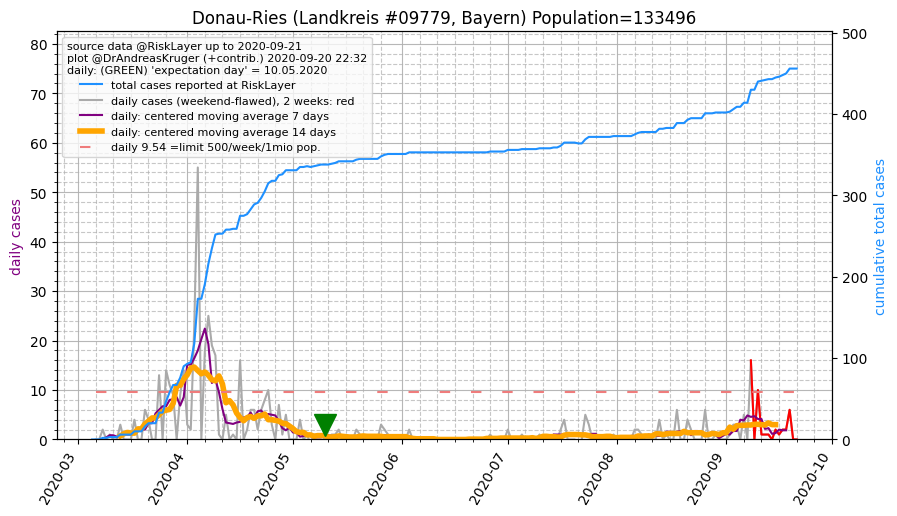 Donau-Ries (Landkreis #09779, Bayern) Population=133496
source data @RiskLayer up to 2020-09-21
plot @DrAndreasKruger (+contrib.) 2020-09-20 22:32
daily: (GREEN) 'expectation day' = 10.05.2020
total cases reported at RiskLayer
daily cases (weekend-flawed), 2 weeks: red
daily: centered moving average 7 days
daily: centered moving average 14 days
daily 9.54 =limit 500/week/1mio pop.
daily cases
80
70
60
50
40
30
20
10
0
cumulative total cases
500
400
300
200
100
0
2020-03
2020-04
2020-05
2020-06
2020-07
2020-08
2020-09
2020-10